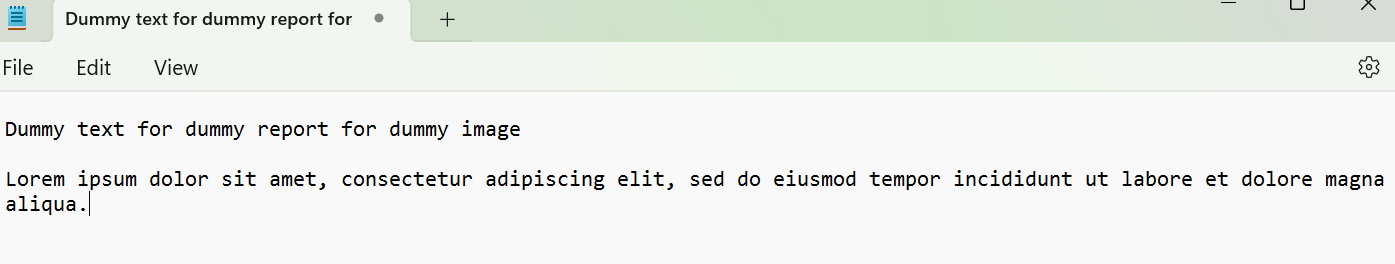 Dummy text for dummy report for
File Edit View
Dummy text for dummy report for dummy image
Lorem ipsum dolor sit amet, consectetur adipiscing elit, sed do eiusmod tempor incididunt ut labore et dolore magna
aliqua.